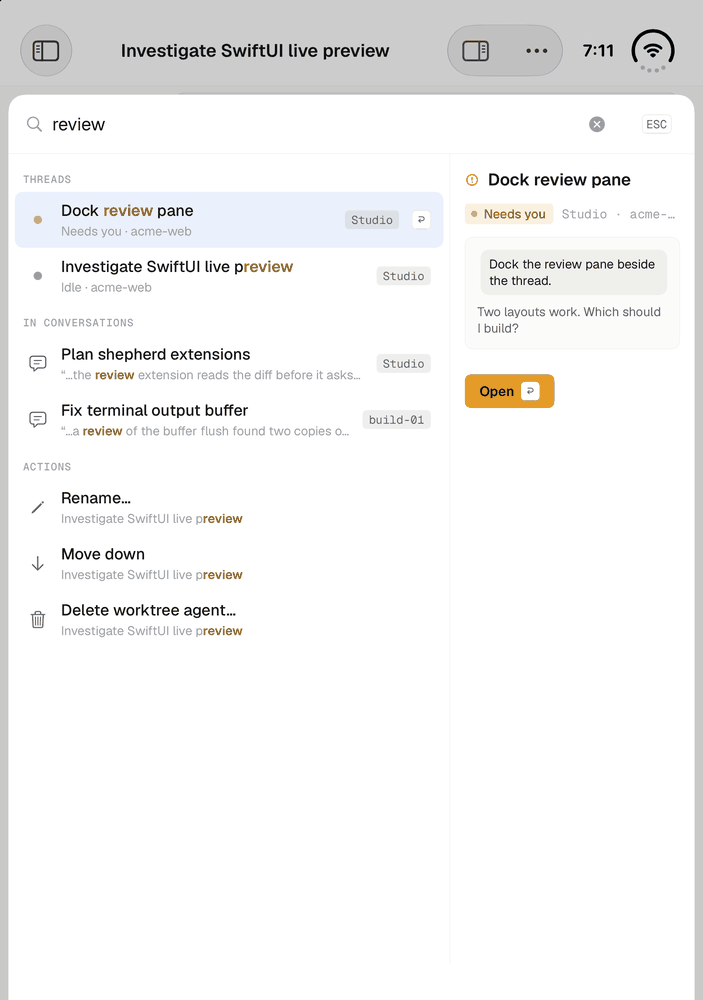 Investigate SwiftUI live preview
7:11
review
ESC
THREADS
Dock review pane
Needs you · acme-web
Studio
Investigate SwiftUI live preview
Idle · acme-web
Studio
IN CONVERSATIONS
Plan shepherd extensions
“…the review extension reads the diff before it asks…
Studio
Fix terminal output buffer
“…a review of the buffer flush found two copies o…
build-01
ACTIONS
Rename…
Investigate SwiftUI live preview
Move down
Investigate SwiftUI live preview
Delete worktree agent…
Investigate SwiftUI live preview
Dock review pane
Needs you Studio · acme-…
Dock the review pane beside
the thread.
Two layouts work. Which should
I build?
Open